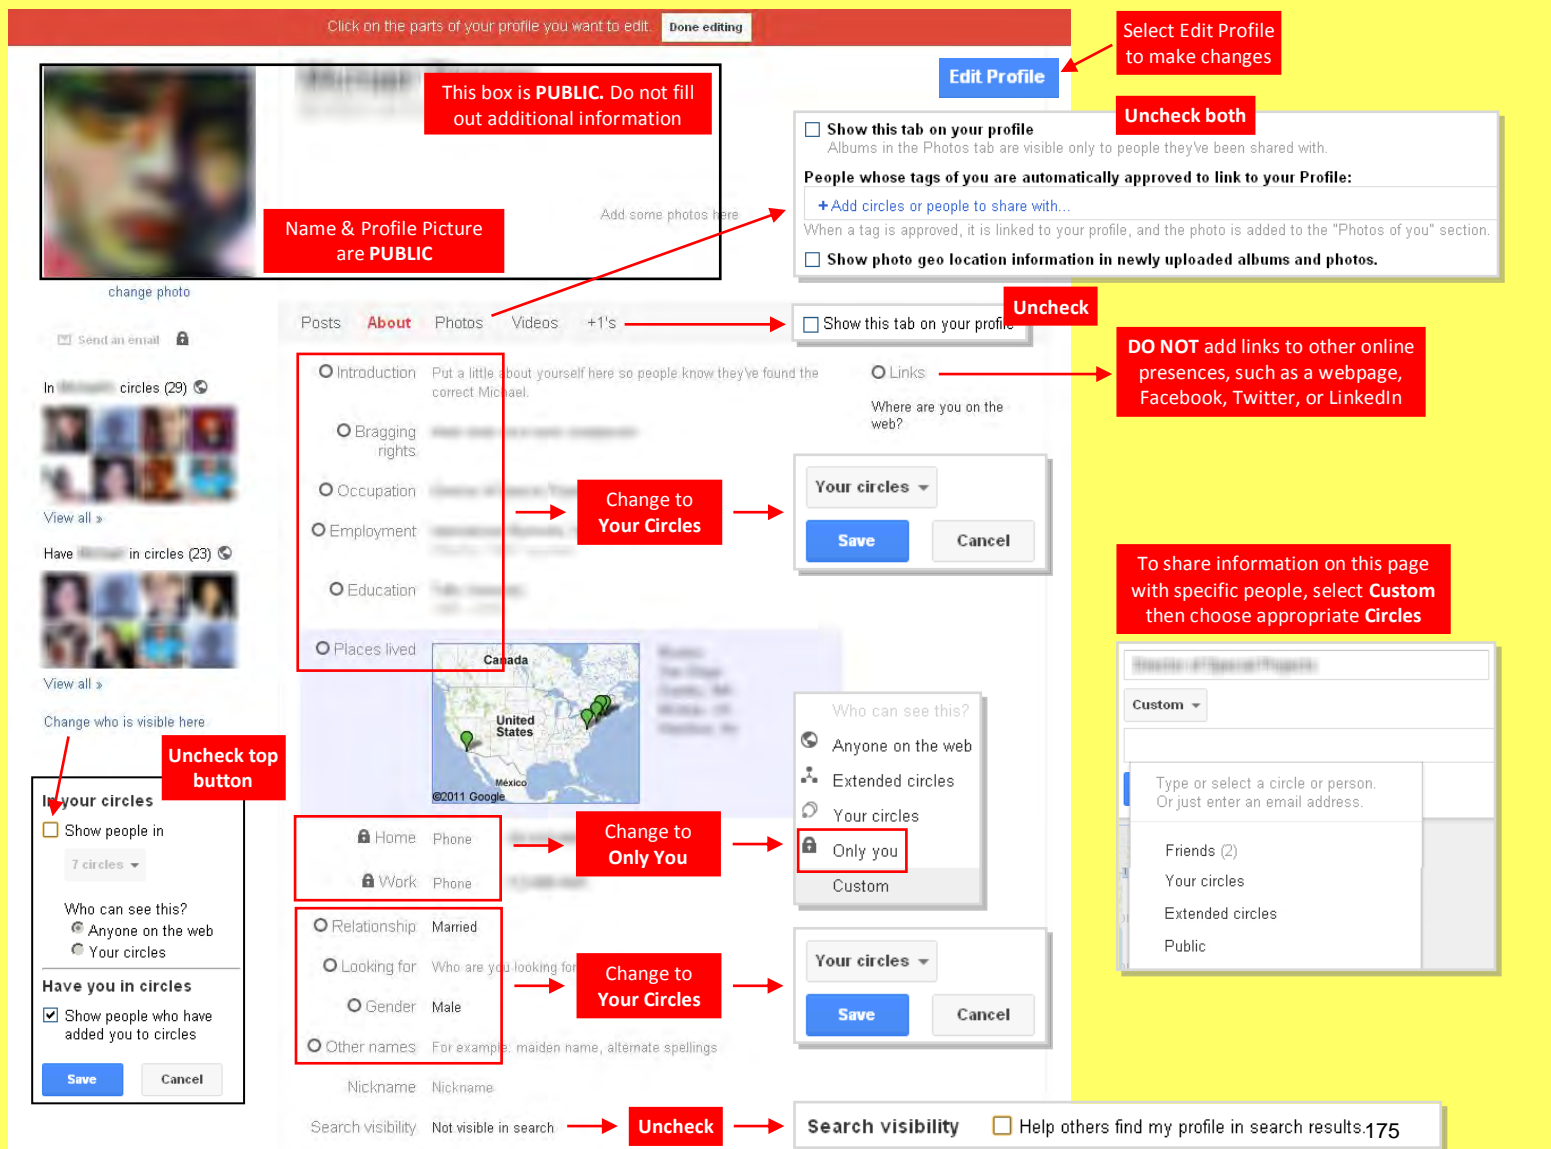 Click on the parts of your profile you want to edit. Done editing
Select Edit Profile
to make changes
Edit Profile
This box is PUBLIC. Do not fill
out additional information
Uncheck both
Show this tab on your profile
Albums in the Photos tab are visible only to people they've been shared with.
People whose tags of you are automatically approved to link to your Profile:
+ Add circles or people to share with...
When a tag is approved, it is linked to your profile, and the photo is added to the "Photos of you" section.
Show photo geo location information in newly uploaded albums and photos.
Add some photos here
Name & Profile Picture
are PUBLIC
change photo
Send an email
Posts About Photos Videos +1's
Uncheck
Show this tab on your profile
DO NOT add links to other online
presences, such as a webpage,
Facebook, Twitter, or LinkedIn
In circles (29)
View all »
Have in circles (23)
View all »
Change who is visible here
Introduction Put a little about yourself here so people know they've found the
correct Michael.
Links
Where are you on the
web?
Bragging
rights
Occupation
Employment
Education
Places lived
Change to
Your Circles
Your circles
Save Cancel
To share information on this page
with specific people, select Custom
then choose appropriate Circles
Director of Special Projects
Custom
Type or select a circle or person.
Or just enter an email address.
Friends (2)
Your circles
Extended circles
Public
Canada
United
States
México
©2011 Google
Who can see this?
Anyone on the web
Extended circles
Your circles
Only you
Custom
Uncheck top
button
In your circles
Show people in
7 circles
Who can see this?
Anyone on the web
Your circles
Have you in circles
Show people who have
added you to circles
Save Cancel
Home Phone
Work Phone
Change to
Only You
Relationship Married
Looking for Who are you looking for
Gender Male
Other names For example: maiden name, alternate spellings
Change to
Your Circles
Your circles
Save Cancel
Nickname Nickname
Search visibility Not visible in search
Uncheck
Search visibility Help others find my profile in search results.
175